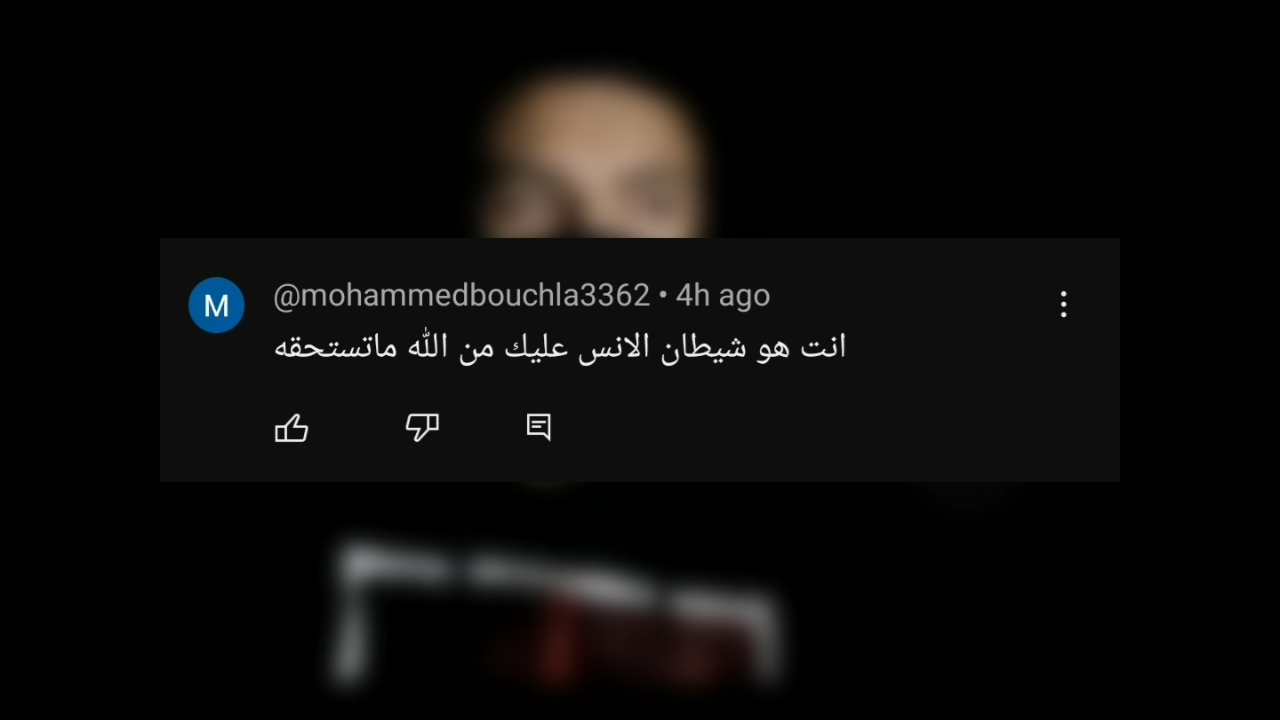 M
@mohammedbouchla3362 • 4h ago
انت هو شيطان الانس عليك من الله ماتستحقه